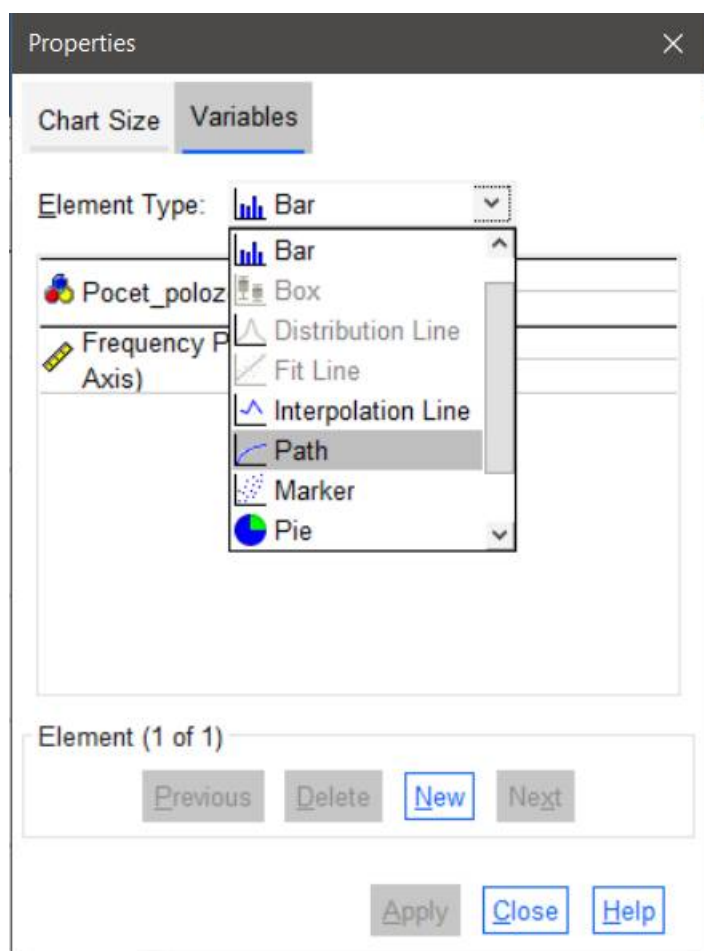 Properties
Chart Size Variables
Element Type: Bar
Bar
Pocet_poloz Box
Distribution Line
Frequency P
Axis)
Fit Line
Interpolation Line
Path
Marker
Pie
Element (1 of 1)
Previous Delete New Next
Apply Close Help